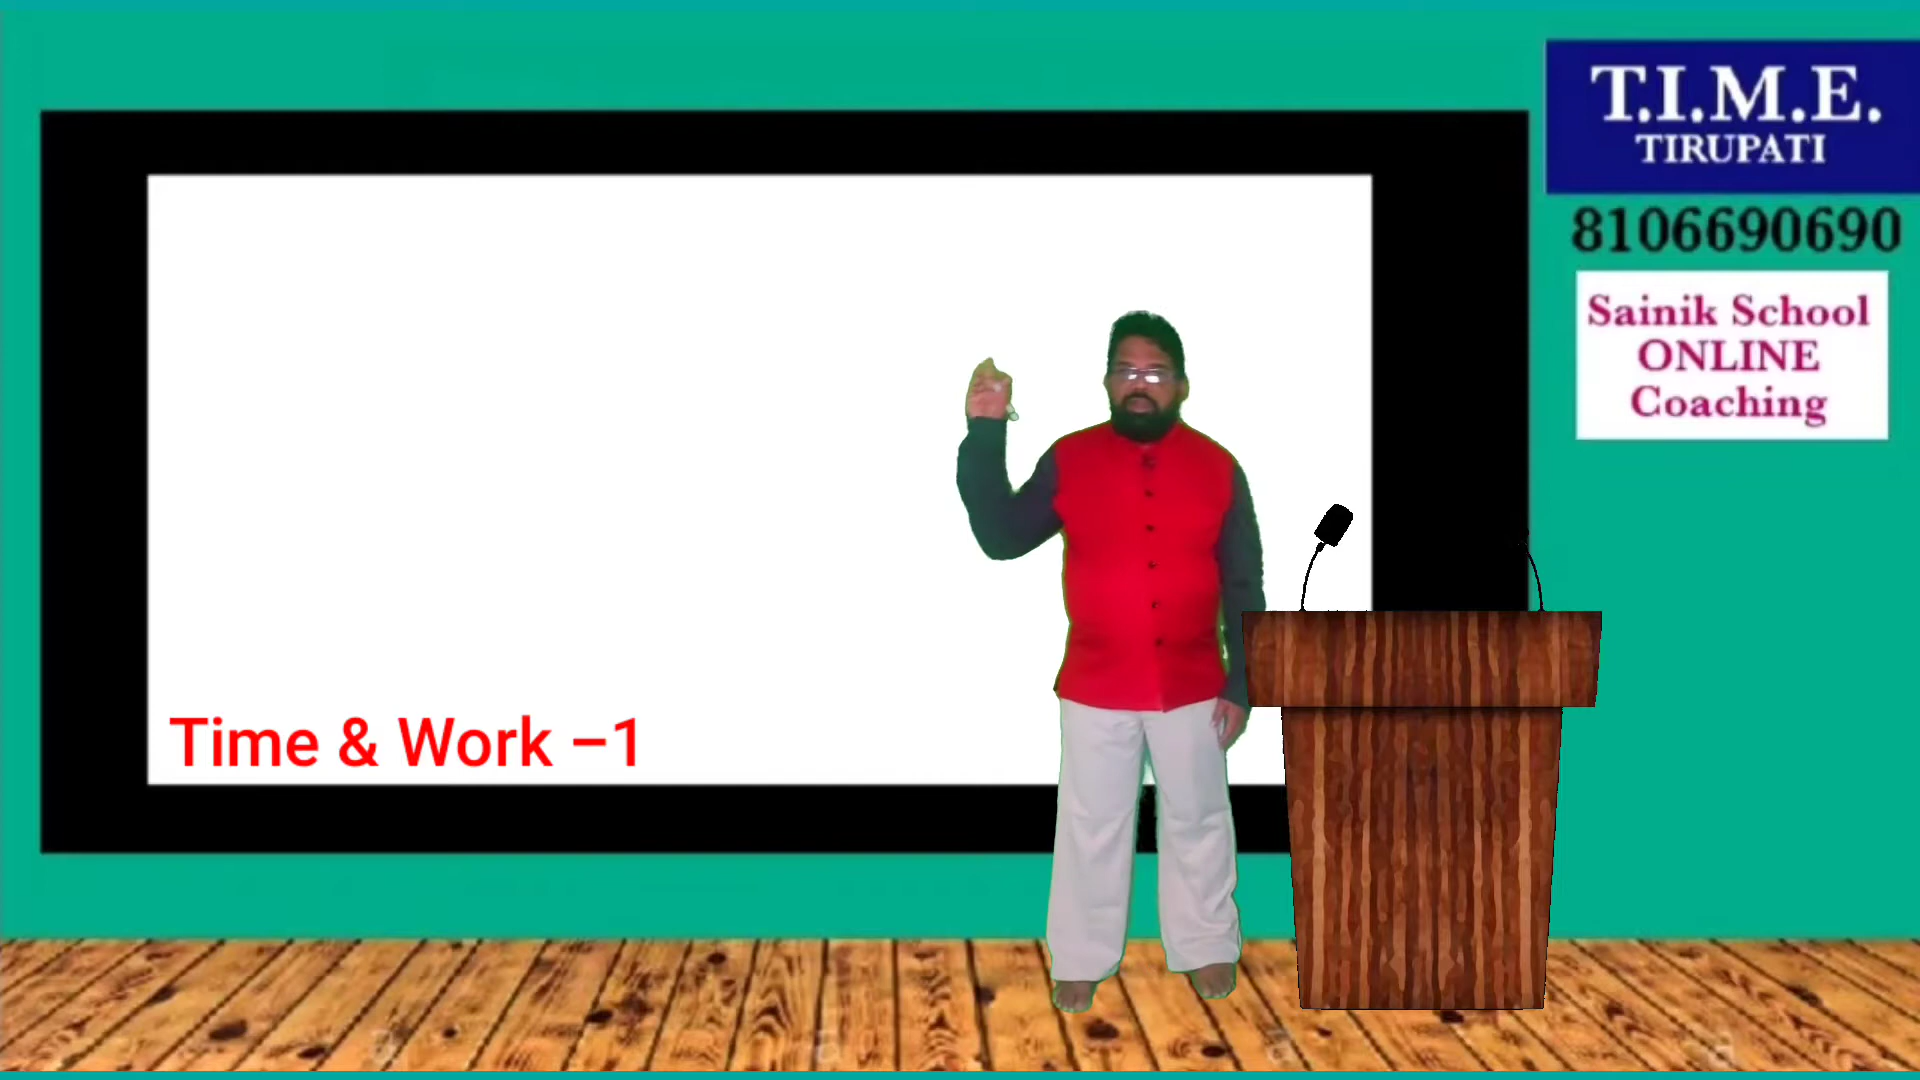 T.I.M.E.
TIRUPATI
8106690690
Sainik School
ONLINE
Coaching
Time & Work –1